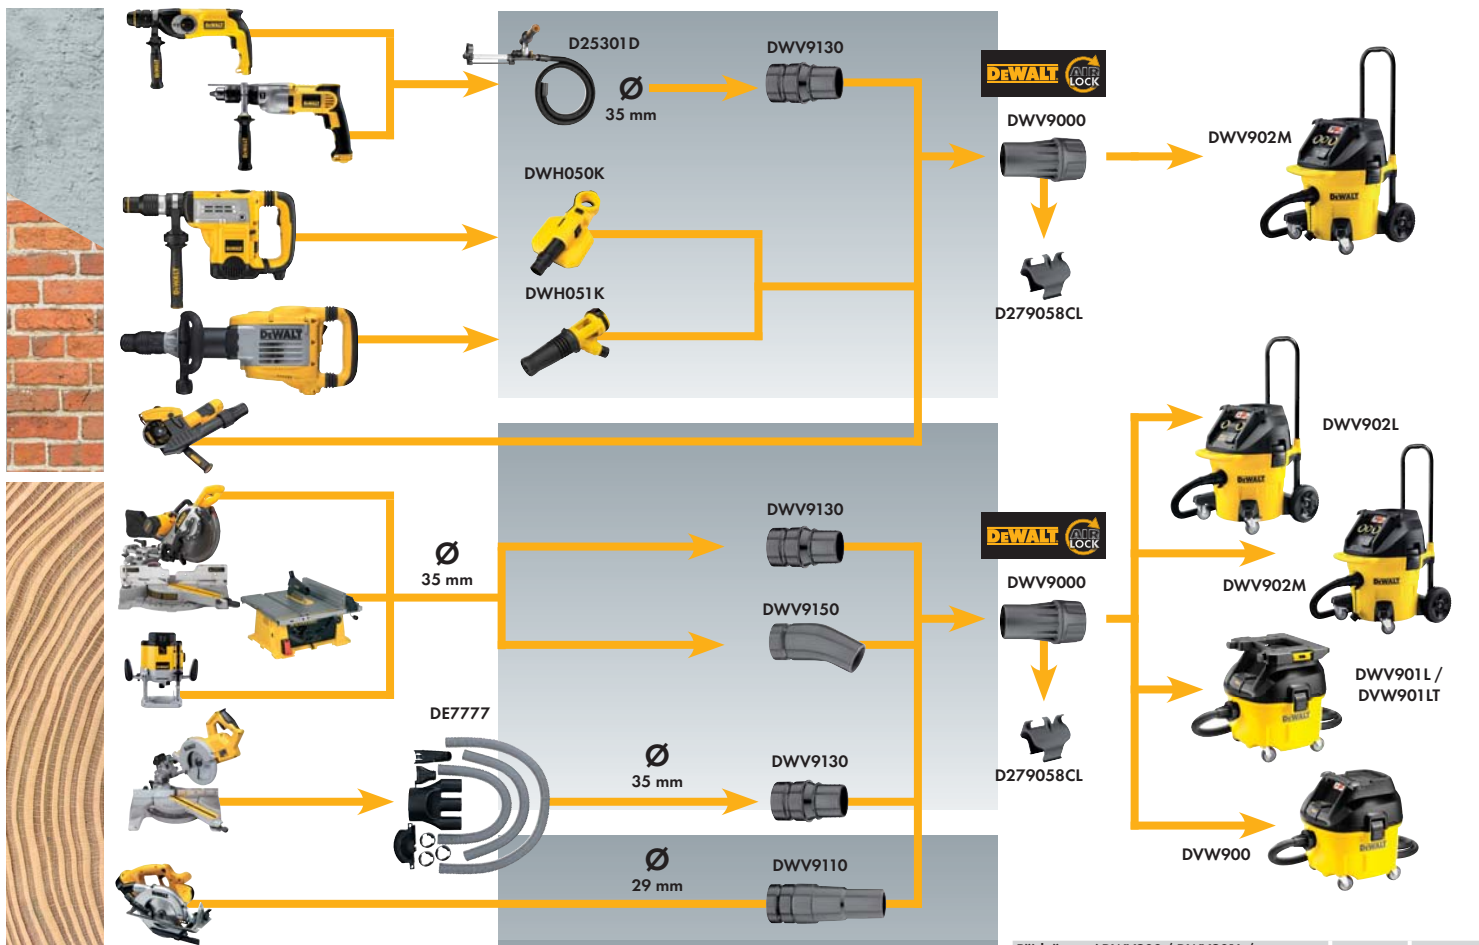 D25301D
Ø
35 mm
DWV9130
DEWALT AIR LOCK
DWV9000
DWV902M
DWH050K
DWH051K
D279058CL
DWV902L
Ø
35 mm
DWV9130
DWV9150
DEWALT AIR LOCK
DWV9000
DWV902M
D279058CL
DWV901L /
DVW901LT
DE7777
Ø
35 mm
DWV9130
DVW900
Ø
29 mm
DWV9110